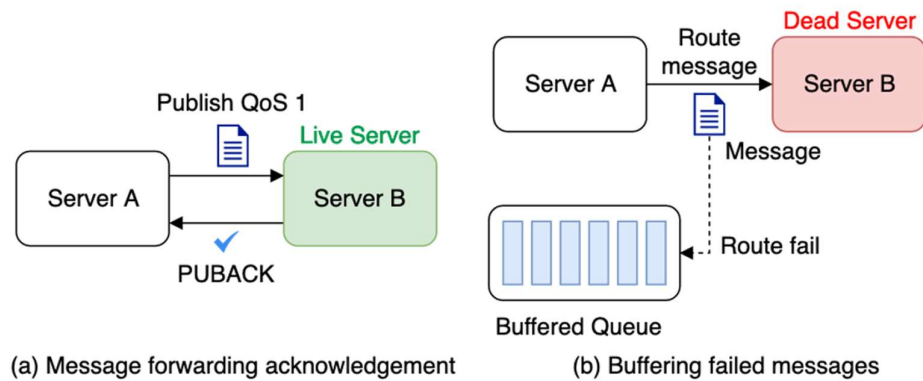 Publish QoS 1
Live Server
Server A
Server B
PUBACK
(a) Message forwarding acknowledgement
Dead Server
Route
message
Server A
Server B
Message
Route fail
Buffered Queue
(b) Buffering failed messages